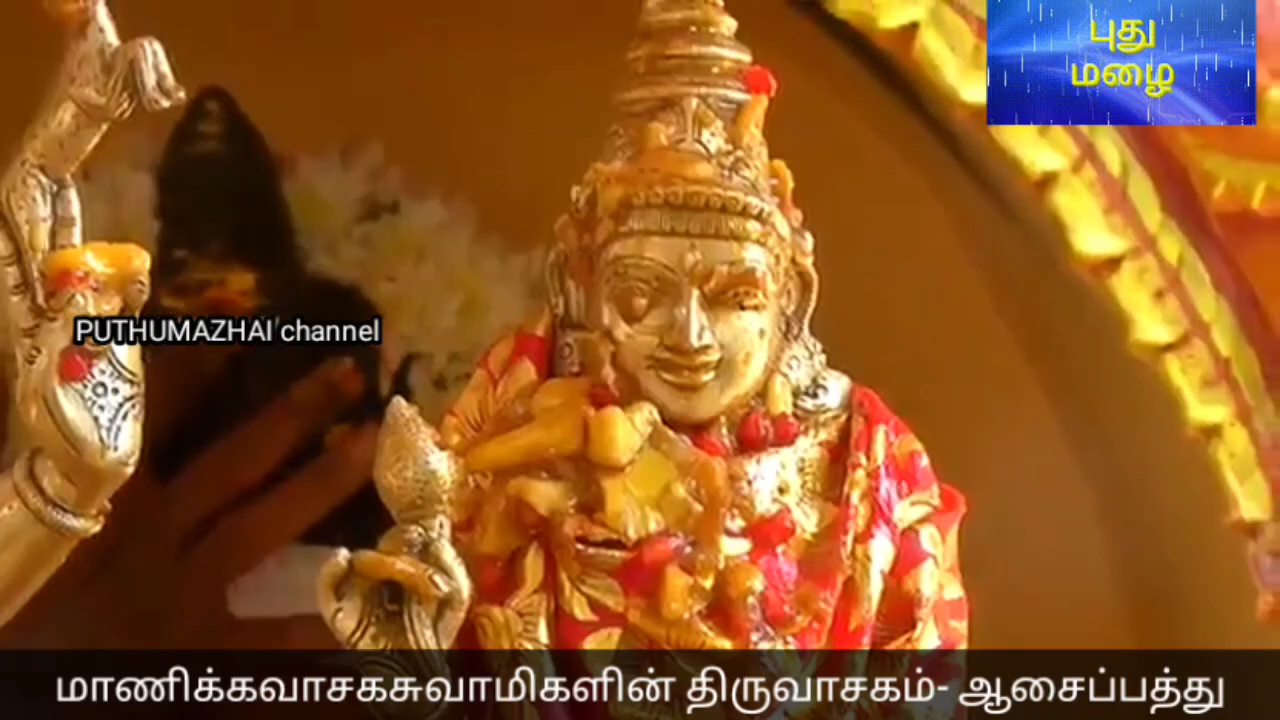 புது
மழை
PUTHUMAZHAI channel
மாணிக்கவாசகசுவாமிகளின் திருவாசகம்- ஆசைப்பத்து